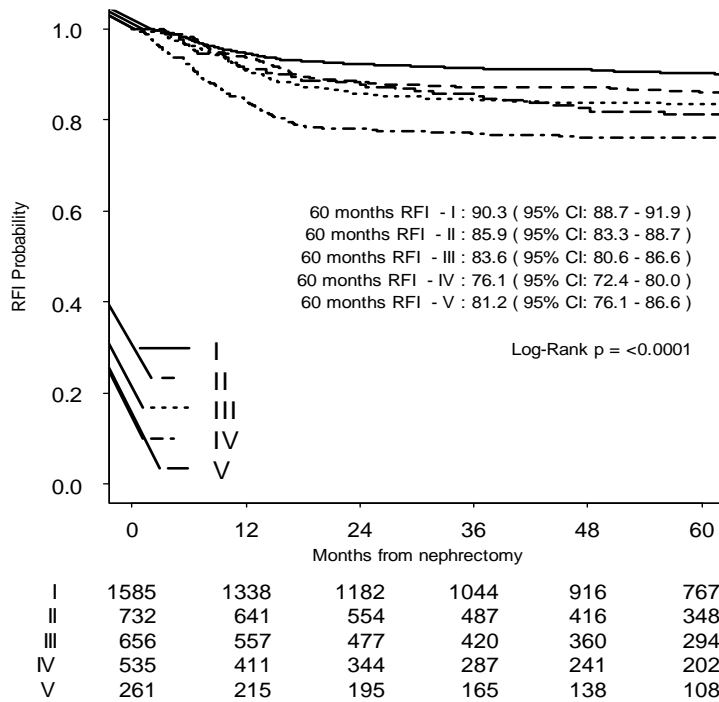 1.0
0.8
0.6
0.4
0.2
0.0
RFI Probability
60 months RFI - I : 90.3 ( 95% CI: 88.7 - 91.9 )
60 months RFI - II : 85.9 ( 95% CI: 83.3 - 88.7 )
60 months RFI - III : 83.6 ( 95% CI: 80.6 - 86.6 )
60 months RFI - IV : 76.1 ( 95% CI: 72.4 - 80.0 )
60 months RFI - V : 81.2 ( 95% CI: 76.1 - 86.6 )
Log-Rank p = <0.0001
I
II
III
IV
V
0 12 24 36 48 60
Months from nephrectomy
I 1585 1338 1182 1044 916 767
II 732 641 554 487 416 348
III 656 557 477 420 360 294
IV 535 411 344 287 241 202
V 261 215 195 165 138 108